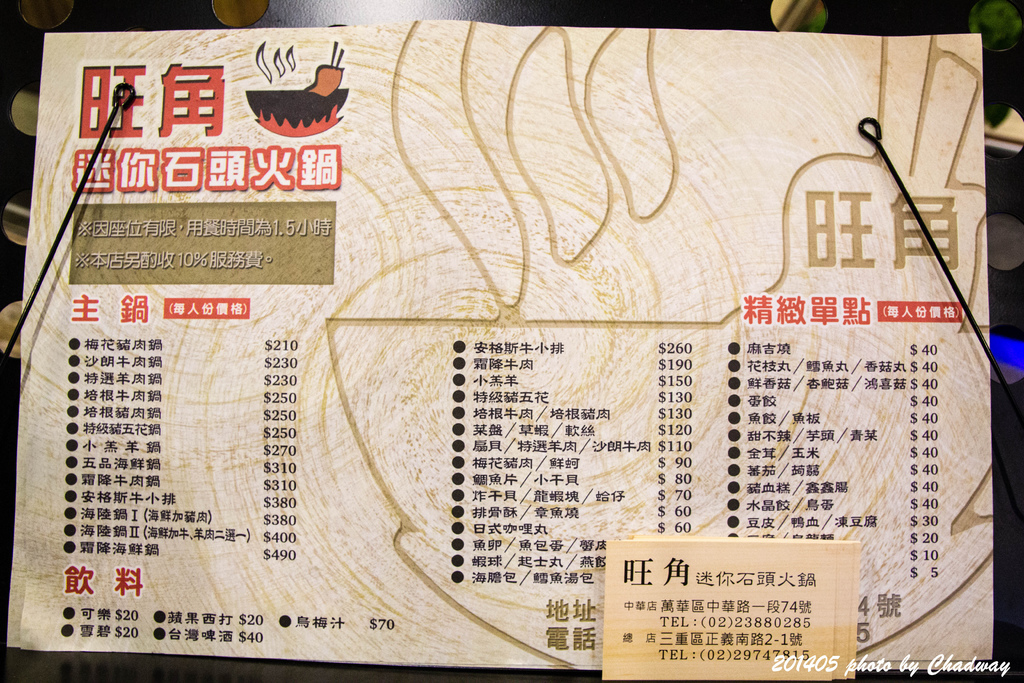 旺角
迷你石頭火鍋
※因座位有限，用餐時間為1.5小時
※本店另酌收10%服務費。
旺角
主鍋 (每人份價格)
●梅花豬肉鍋 $210
●沙朗牛肉鍋 $230
●特選羊肉鍋 $230
●培根牛肉鍋 $250
●培根豬肉鍋 $250
●特級豬五花鍋 $250
●小羔羊鍋 $270
●五品海鮮鍋 $310
●霜降牛肉鍋 $310
●安格斯牛小排 $380
●海陸鍋I(海鮮加豬肉) $380
●海陸鍋II(海鮮加牛、羊肉二選一) $400
●霜降海鮮鍋 $490
飲料
●可樂$20 ●蘋果西打$20 ●烏梅汁 $70
●雪碧$20 ●台灣啤酒$40
●安格斯牛小排 $260
●霜降牛肉 $190
●小羔羊 $150
●特級豬五花 $130
●培根牛肉/培根豬肉 $130
●菜盤/草蝦/軟絲 $120
●扇貝/特選羊肉/沙朗牛肉 $110
●梅花豬肉/鮮蚵 $ 90
●鯛魚片/小干貝 $ 80
●炸干貝/龍蝦塊/蛤仔 $ 70
●排骨酥/章魚燒 $ 60
●日式咖哩丸 $ 60
●魚卵/魚包蛋/蟹肉
●蝦球/起士丸/燕餃
●海膽包/鱈魚湯包
精緻單點 (每人份價格)
●麻吉燒 $ 40
●花枝丸/鱈魚丸/香菇丸 $ 40
●鮮香菇/杏鮑菇/鴻喜菇 $ 40
●蛋餃 $ 40
●魚餃/魚板 $ 40
●甜不辣/芋頭/青菜 $ 40
●金茸/玉米 $ 40
●蕃茄/蒟蒻 $ 40
●豬血糕/鑫鑫腸 $ 40
●水晶餃/鳥蛋 $ 40
●豆皮/鴨血/凍豆腐 $ 30
$ 20
$ 10
$ 5
地址 4號
電話 5
旺角 迷你石頭火鍋
中華店 萬華區中華路一段74號
TEL:(02)23880285
總店 三重區正義南路2-1號
TEL:(02)29747815
201405 photo by Chadway